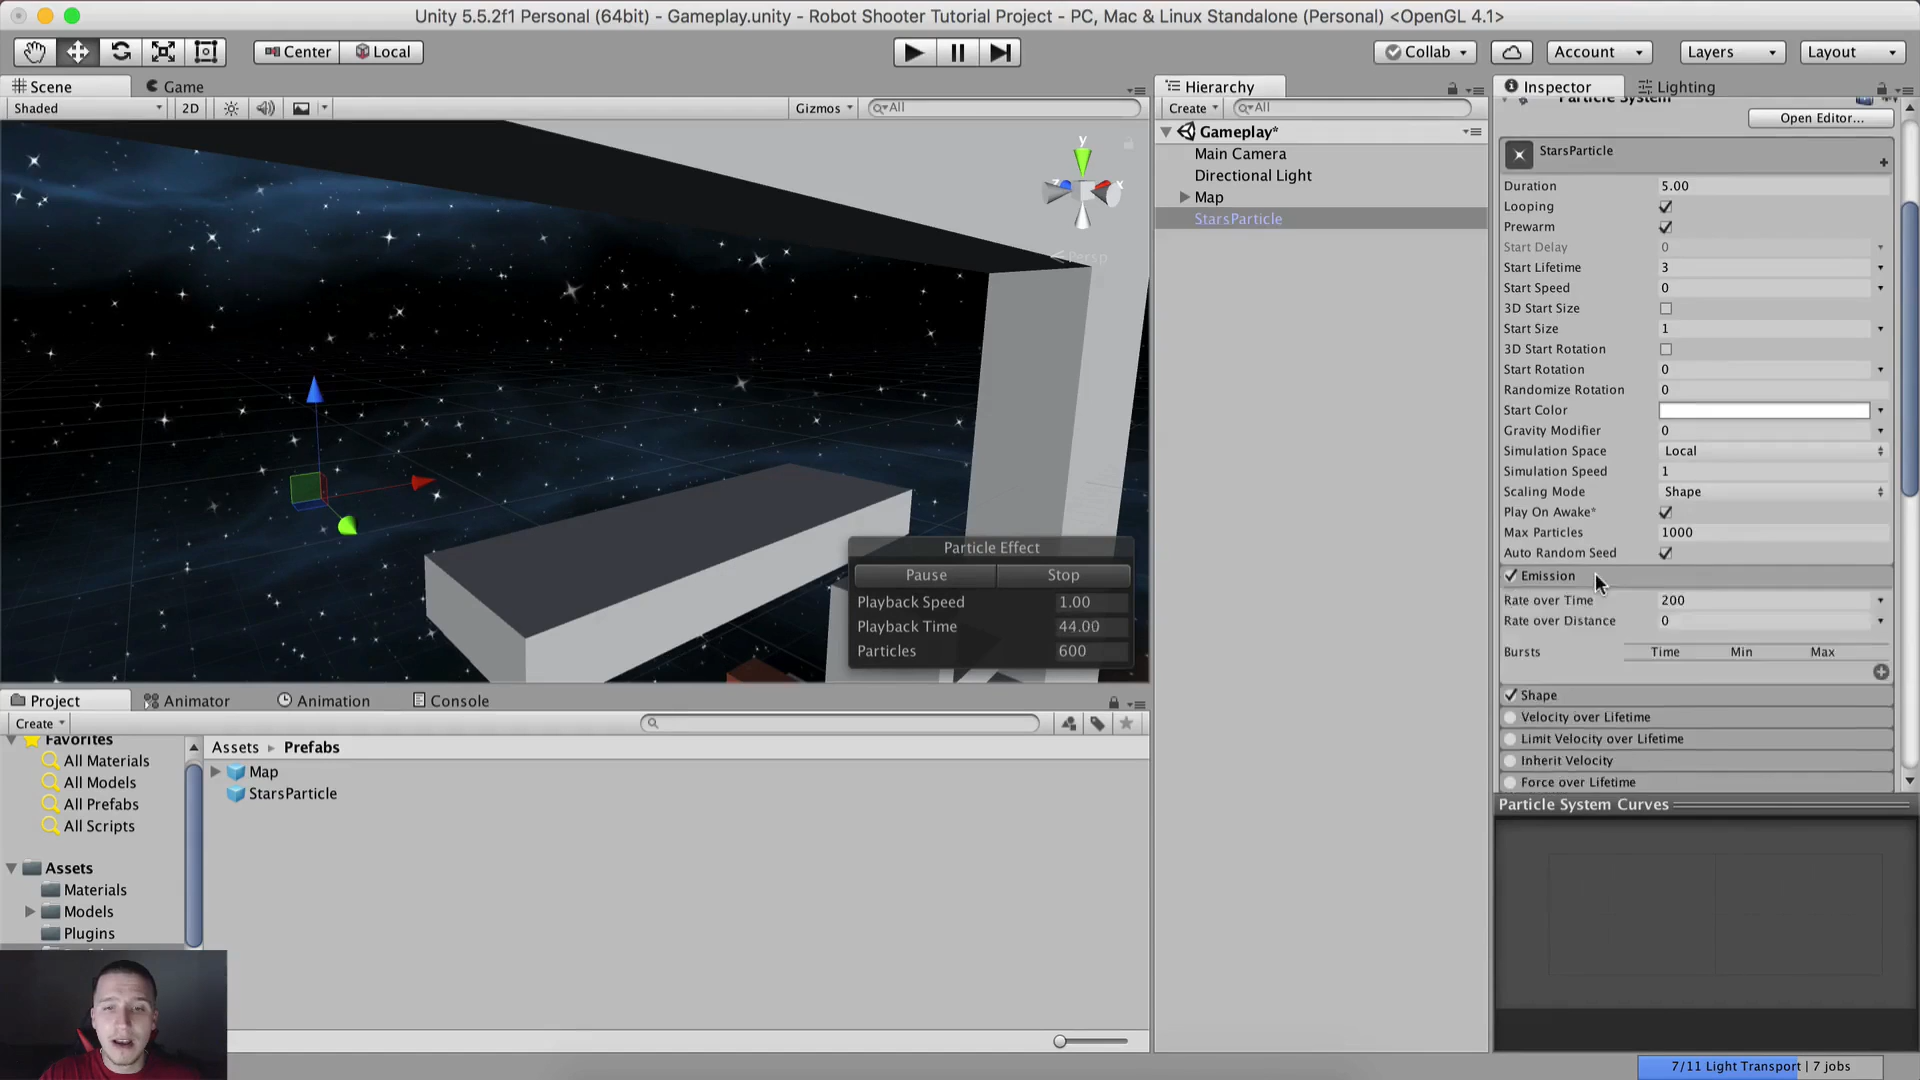 Unity 5.5.2f1 Personal (64bit) - Gameplay.unity - Robot Shooter Tutorial Project - PC, Mac & Linux Standalone (Personal) <OpenGL 4.1>
Center Local Collab Account Layers Layout
Scene Game
Shaded 2D Gizmos All
y
x
z
Persp
Particle Effect
Pause Stop
Playback Speed 1.00
Playback Time 44.00
Particles 600
Hierarchy
Create All
Gameplay*
Main Camera
Directional Light
Map
StarsParticle
Inspector Lighting
Particle System
Open Editor...
StarsParticle
Duration 5.00
Looping
Prewarm
Start Delay 0
Start Lifetime 3
Start Speed 0
3D Start Size
Start Size 1
3D Start Rotation
Start Rotation 0
Randomize Rotation 0
Start Color
Gravity Modifier 0
Simulation Space Local
Simulation Speed 1
Scaling Mode Shape
Play On Awake*
Max Particles 1000
Auto Random Seed
Emission
Rate over Time 200
Rate over Distance 0
Bursts Time Min Max
Shape
Velocity over Lifetime
Limit Velocity over Lifetime
Inherit Velocity
Force over Lifetime
Particle System Curves
Project Animator Animation Console
Create
Favorites
All Materials
All Models
All Prefabs
All Scripts
Assets
Materials
Models
Plugins
Assets Prefabs
Map
StarsParticle
7/11 Light Transport | 7 jobs